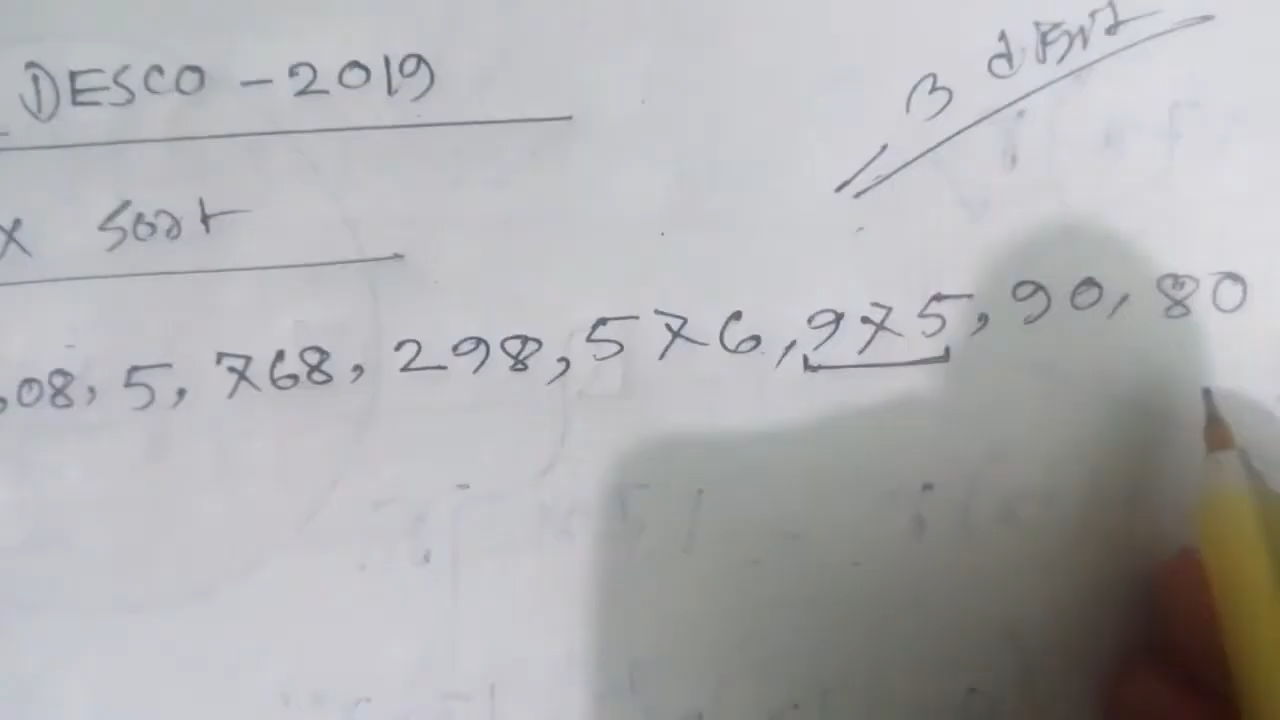 DESCO - 2019
3 digit
x sort
08, 5, 768, 298, 576, 975, 90, 80